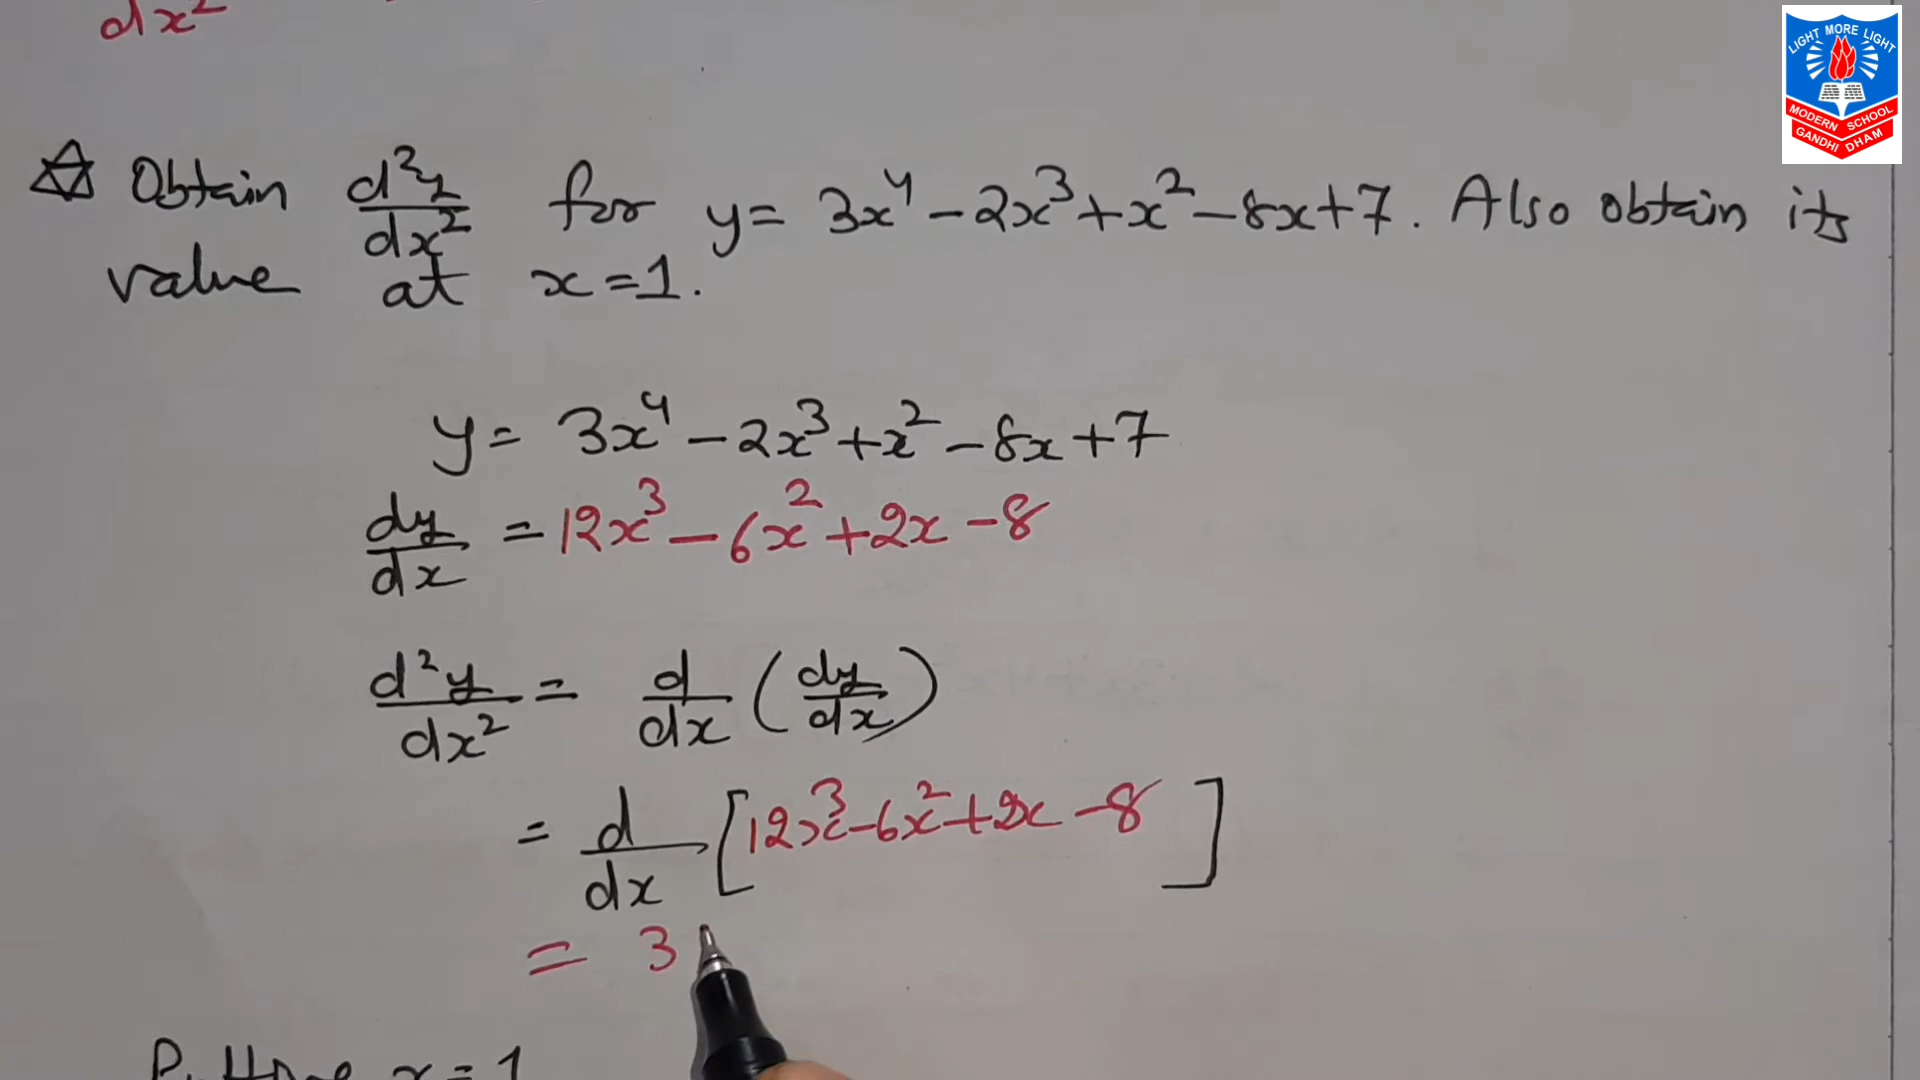 dx²
LIGHT MORE LIGHT
MODERN SCHOOL
GANDHI DHAM
☆ Obtain d²y/dx² for y = 3x⁴ - 2x³ + x² - 8x + 7. Also obtain its
value at x = 1.
y = 3x⁴ - 2x³ + x² - 8x + 7
dy/dx = 12x³ - 6x² + 2x - 8
d²y/dx² = d/dx (dy/dx)
= d/dx [12x³ - 6x² + 2x - 8]
= 3
x = 1